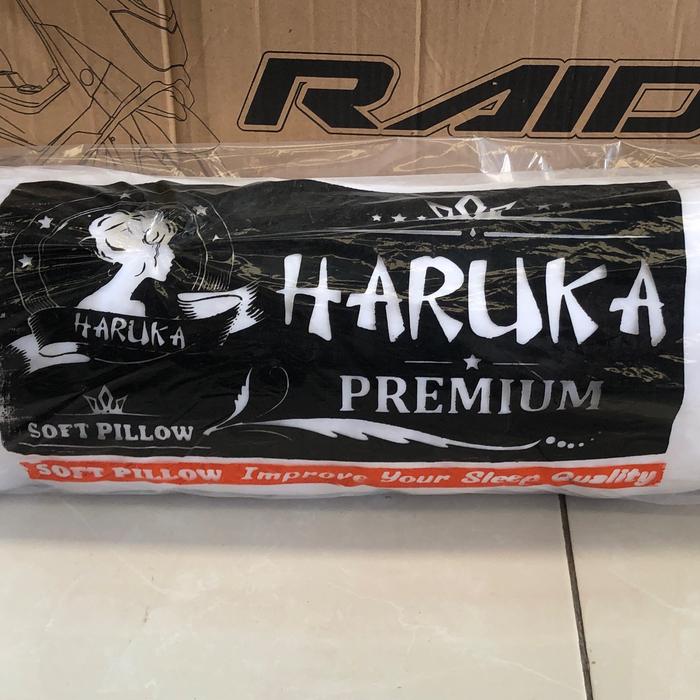 RAID
HARUKA
HARUKA
PREMIUM
SOFT PILLOW
SOFT PILLOW Improve Your Sleep Quality